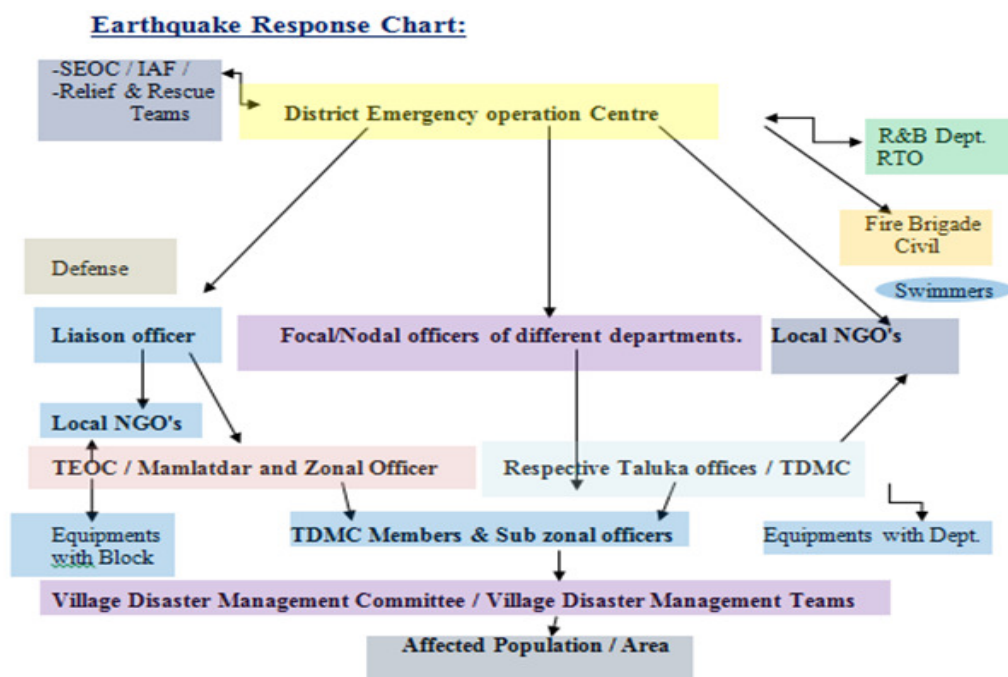 Earthquake Response Chart:
-SEOC / IAF /
-Relief & Rescue
Teams
District Emergency operation Centre
R&B Dept.
RTO
Fire Brigade
Civil
Defense
Swimmers
Liaison officer
Focal/Nodal officers of different departments.
Local NGO's
Local NGO's
TEOC / Mamlatdar and Zonal Officer
Respective Taluka offices / TDMC
Equipments
with Block
TDMC Members & Sub zonal officers
Equipments with Dept.
Village Disaster Management Committee / Village Disaster Management Teams
Affected Population / Area